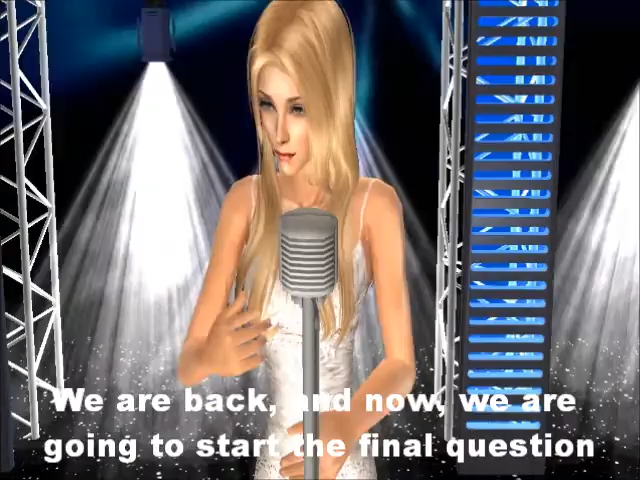 We are back, and now, we are
going to start the final question